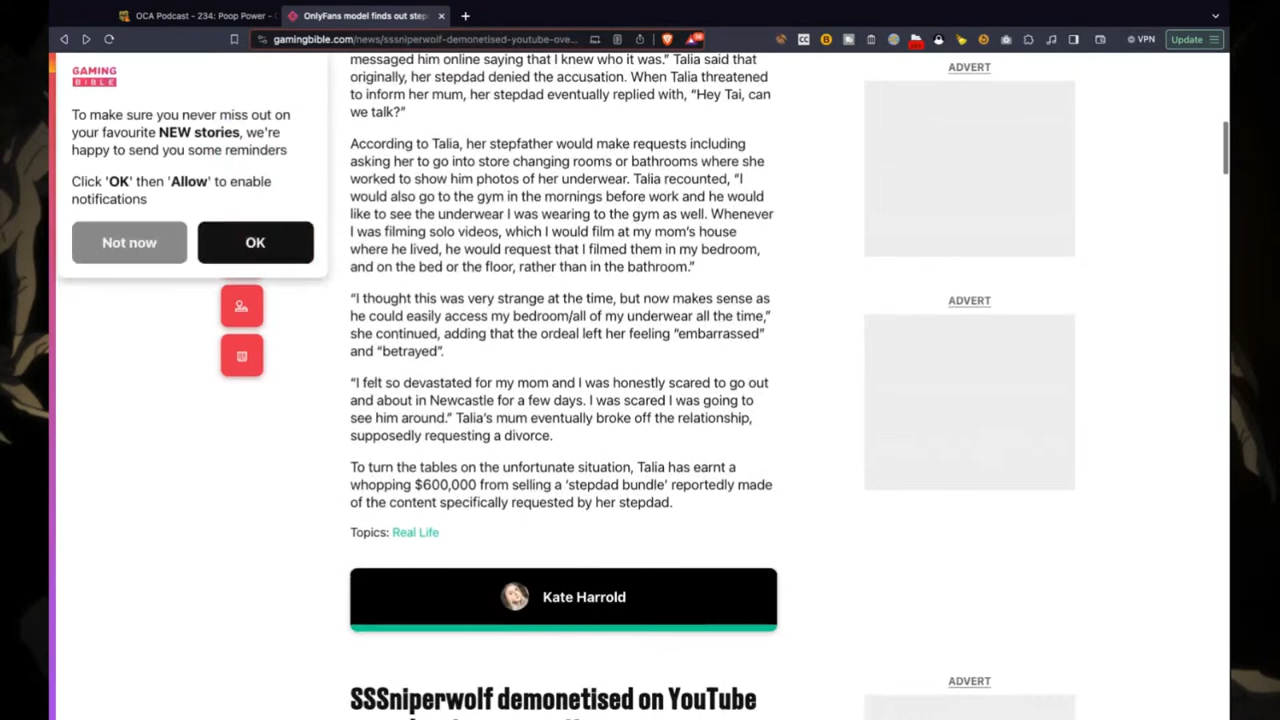 OCA Podcast - 234: Poop Power -
OnlyFans model finds out step
gamingbible.com/news/sssniperwolf-demonetised-youtube-ove...
VPN
Update
GAMING
BIBLE
To make sure you never miss out on
your favourite NEW stories, we're
happy to send you some reminders
Click 'OK' then 'Allow' to enable
notifications
Not now
OK
messaged him online saying that I knew who it was.” Talia said that
originally, her stepdad denied the accusation. When Talia threatened
to inform her mum, her stepdad eventually replied with, “Hey Tai, can
we talk?”
According to Talia, her stepfather would make requests including
asking her to go into store changing rooms or bathrooms where she
worked to show him photos of her underwear. Talia recounted, “I
would also go to the gym in the mornings before work and he would
like to see the underwear I was wearing to the gym as well. Whenever
I was filming solo videos, which I would film at my mom’s house
where he lived, he would request that I filmed them in my bedroom,
and on the bed or the floor, rather than in the bathroom.”
“I thought this was very strange at the time, but now makes sense as
he could easily access my bedroom/all of my underwear all the time,”
she continued, adding that the ordeal left her feeling “embarrassed”
and “betrayed”.
“I felt so devastated for my mom and I was honestly scared to go out
and about in Newcastle for a few days. I was scared I was going to
see him around.” Talia’s mum eventually broke off the relationship,
supposedly requesting a divorce.
To turn the tables on the unfortunate situation, Talia has earnt a
whopping $600,000 from selling a ‘stepdad bundle’ reportedly made
of the content specifically requested by her stepdad.
Topics: Real Life
Kate Harrold
SSSniperwolf demonetised on YouTube
ADVERT
ADVERT
ADVERT